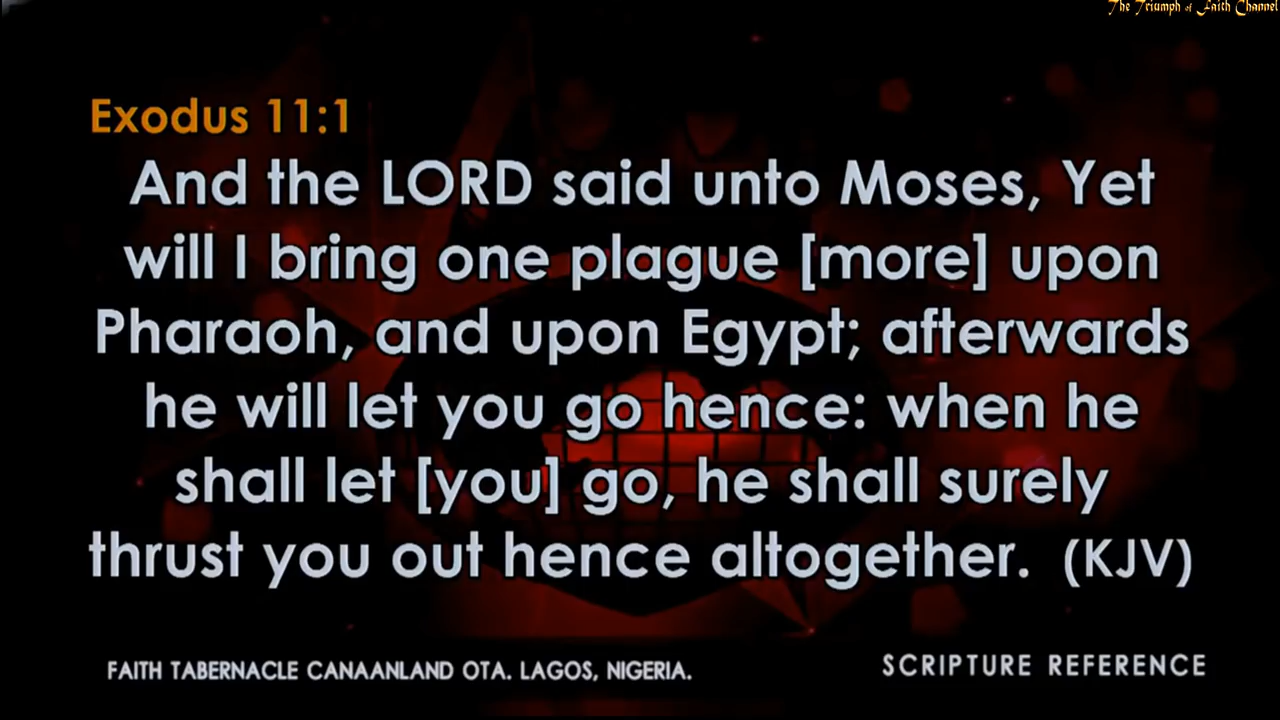 The Triumph of Faith Channel
Exodus 11:1
And the LORD said unto Moses, Yet
will I bring one plague [more] upon
Pharaoh, and upon Egypt; afterwards
he will let you go hence: when he
shall let [you] go, he shall surely
thrust you out hence altogether. (KJV)
FAITH TABERNACLE CANAANLAND OTA. LAGOS, NIGERIA.
SCRIPTURE REFERENCE